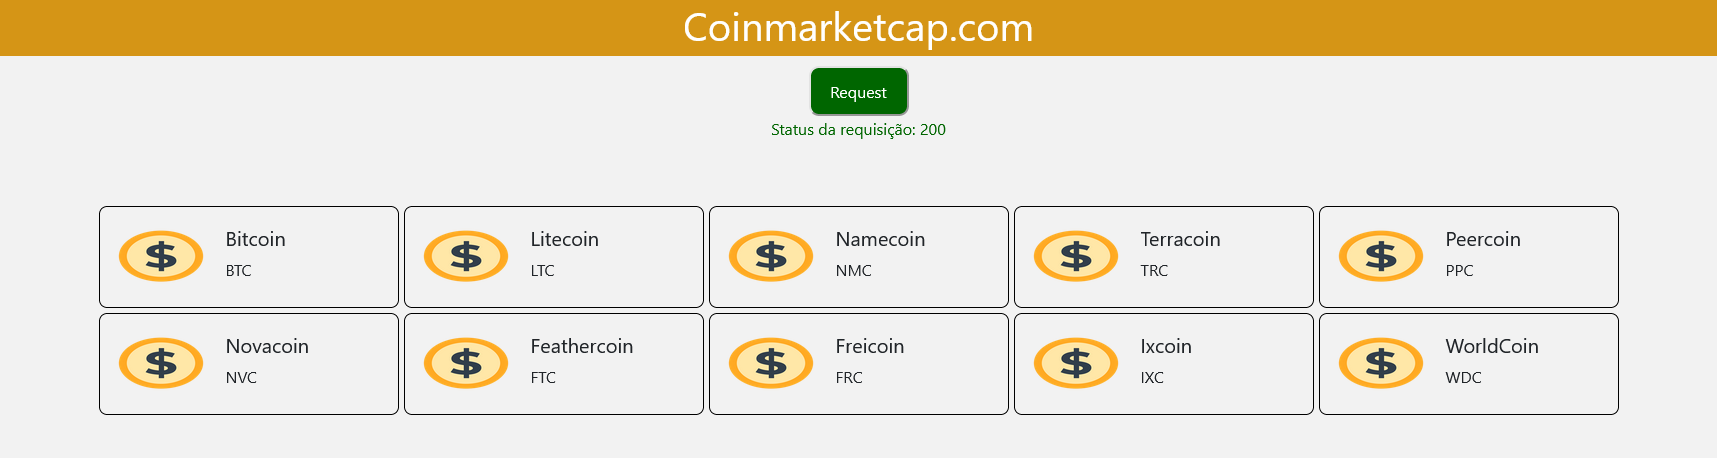 Coinmarketcap.com
Request
Status da requisição: 200
Bitcoin
BTC
Litecoin
LTC
Namecoin
NMC
Terracoin
TRC
Peercoin
PPC
Novacoin
NVC
Feathercoin
FTC
Freicoin
FRC
Ixcoin
IXC
WorldCoin
WDC